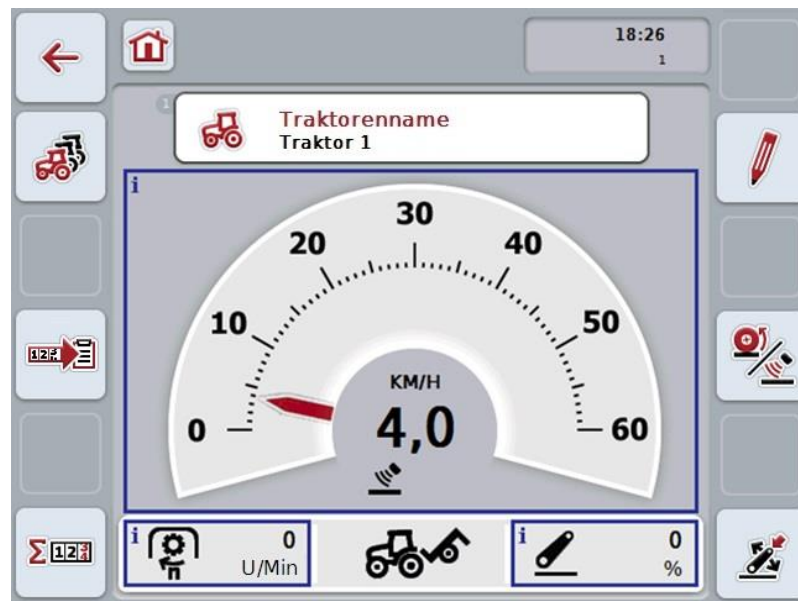 18:26
1
1
Traktorenname
Traktor 1
i
0
10
20
30
40
50
60
KM/H
4,0
i
n
0
U/Min
i
0
%
Σ